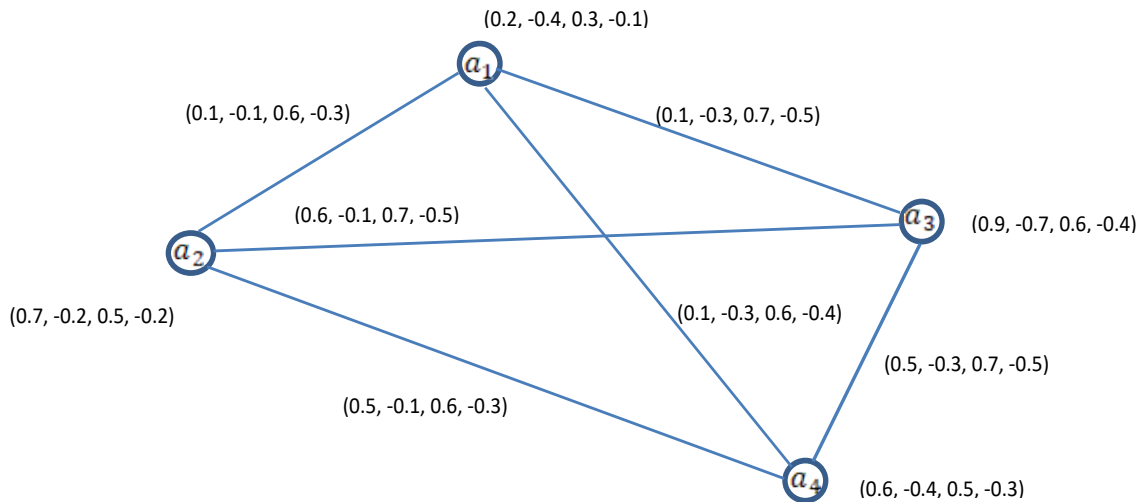 (0.2, -0.4, 0.3, -0.1)
a₁
(0.1, -0.1, 0.6, -0.3)
(0.1, -0.3, 0.7, -0.5)
(0.6, -0.1, 0.7, -0.5)
a₃
(0.9, -0.7, 0.6, -0.4)
a₂
(0.7, -0.2, 0.5, -0.2)
(0.1, -0.3, 0.6, -0.4)
(0.5, -0.3, 0.7, -0.5)
(0.5, -0.1, 0.6, -0.3)
a₄
(0.6, -0.4, 0.5, -0.3)